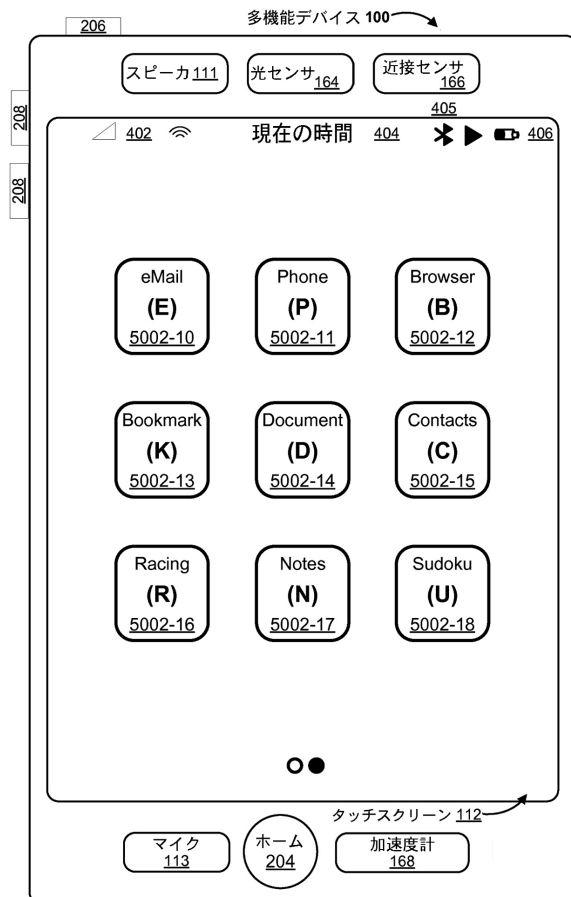 多機能デバイス 100
206
スピーカ 111
光センサ 164
近接センサ 166
208
208
405
402
現在の時間 404
406
eMail
(E)
5002-10
Phone
(P)
5002-11
Browser
(B)
5002-12
Bookmark
(K)
5002-13
Document
(D)
5002-14
Contacts
(C)
5002-15
Racing
(R)
5002-16
Notes
(N)
5002-17
Sudoku
(U)
5002-18
タッチスクリーン 112
マイク
113
ホーム
204
加速度計
168